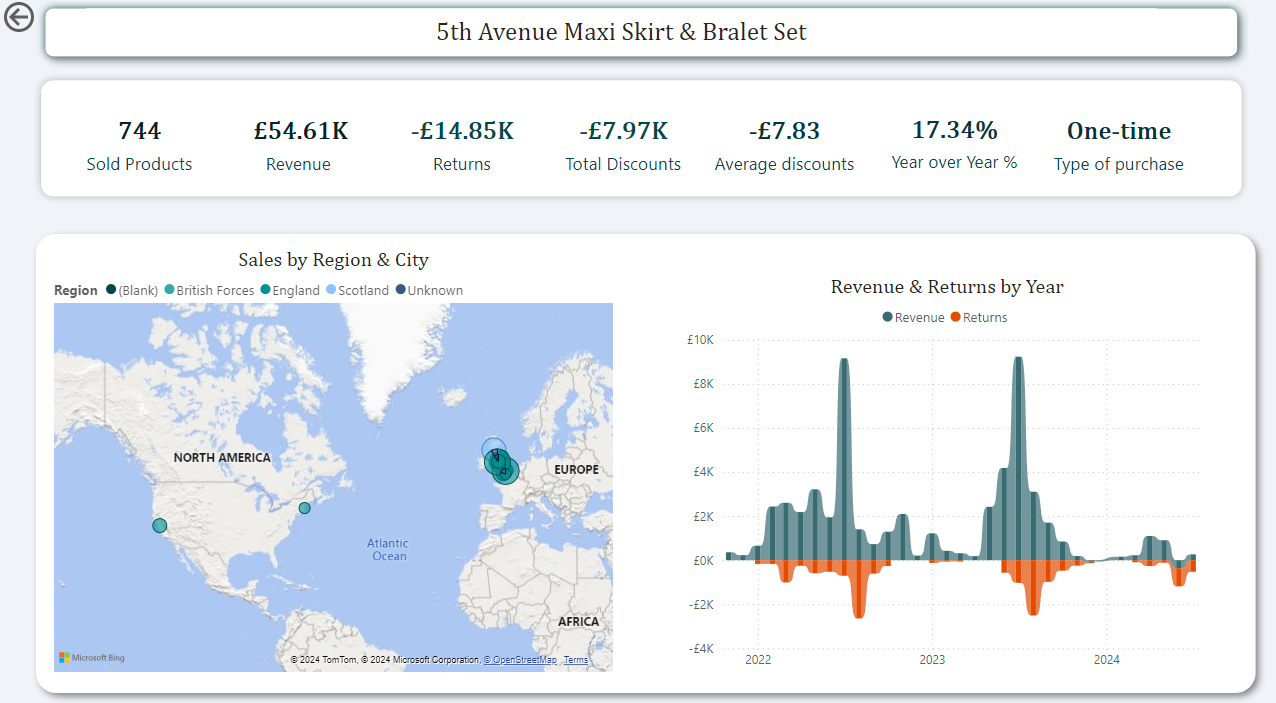 5th Avenue Maxi Skirt & Bralet Set
744 £54.61K -£14.85K -£7.97K -£7.83 17.34% One-time
Sold Products Revenue Returns Total Discounts Average discounts Year over Year % Type of purchase
Sales by Region & City
Region (Blank) British Forces England Scotland Unknown
NORTH AMERICA
EUROPE
Atlantic
Ocean
AFRICA
Microsoft Bing
© 2024 TomTom, © 2024 Microsoft Corporation, © OpenStreetMap Terms
Revenue & Returns by Year
Revenue Returns
£10K
£8K
£6K
£4K
£2K
£0K
-£2K
-£4K
2022 2023 2024